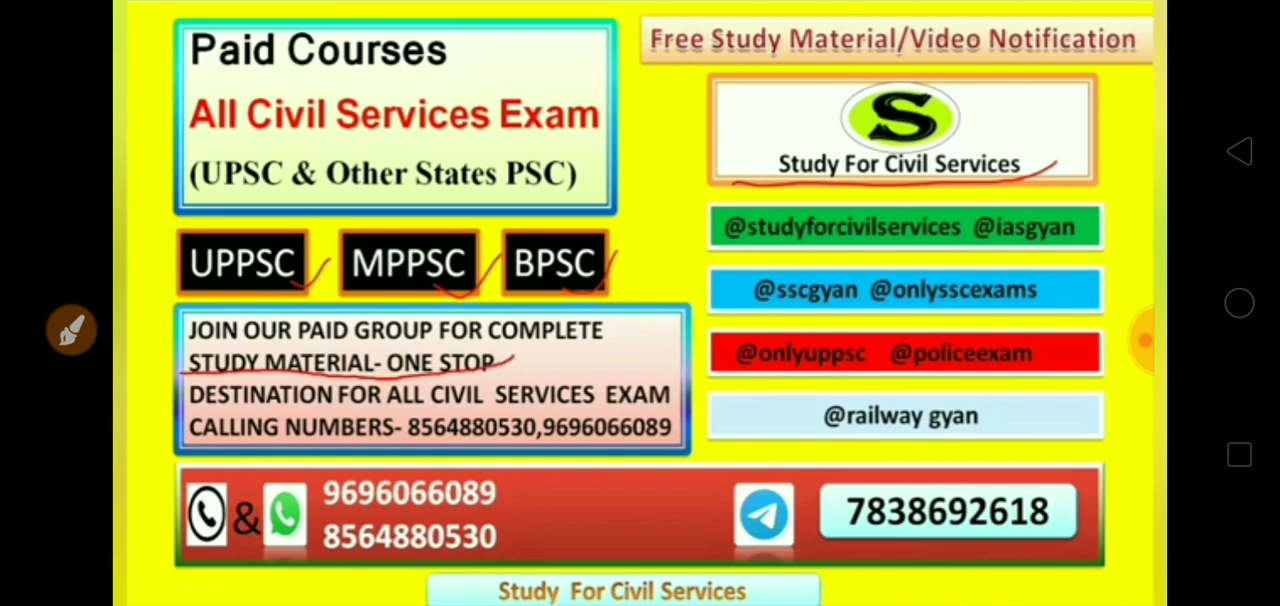 Paid Courses
All Civil Services Exam
(UPSC & Other States PSC)
UPPSC MPPSC BPSC
JOIN OUR PAID GROUP FOR COMPLETE
STUDY MATERIAL- ONE STOP
DESTINATION FOR ALL CIVIL SERVICES EXAM
CALLING NUMBERS- 8564880530,9696066089
Free Study Material/Video Notification
S
Study For Civil Services
@studyforcivilservices @iasgyan
@sscgyan @onlysscexams
@onlyuppsc @policeexam
@railway gyan
& 9696066089
8564880530
7838692618
Study For Civil Services